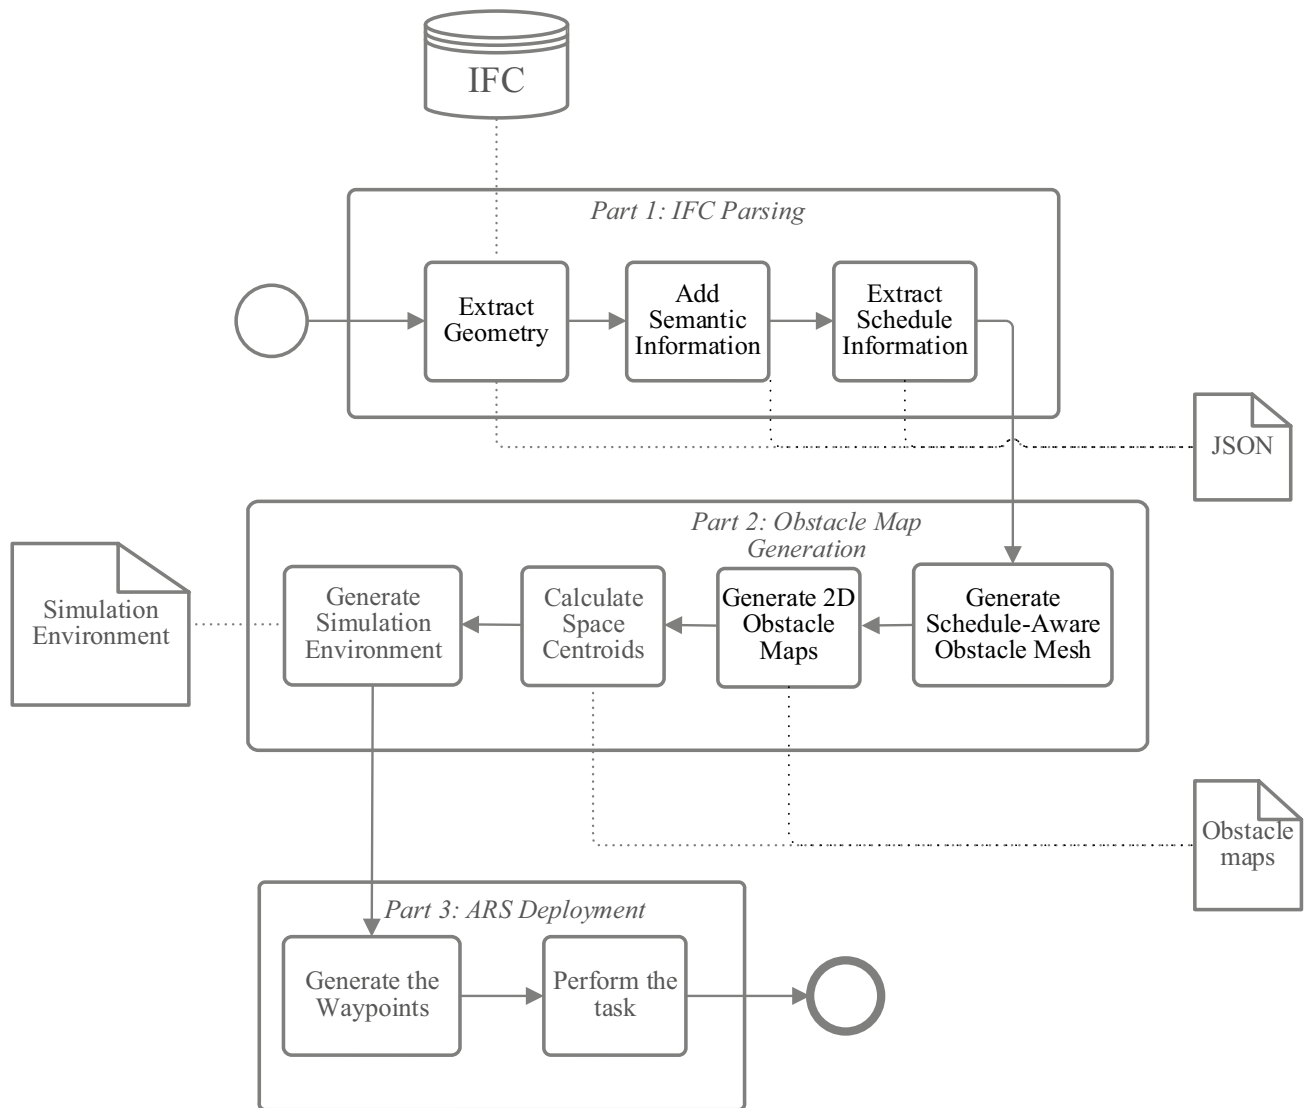 IFC
Part 1: IFC Parsing
Extract
Geometry
Add
Semantic
Information
Extract
Schedule
Information
JSON
Part 2: Obstacle Map
Generation
Simulation
Environment
Generate
Simulation
Environment
Calculate
Space
Centroids
Generate 2D
Obstacle
Maps
Generate
Schedule-Aware
Obstacle Mesh
Obstacle
maps
Part 3: ARS Deployment
Generate the
Waypoints
Perform the
task